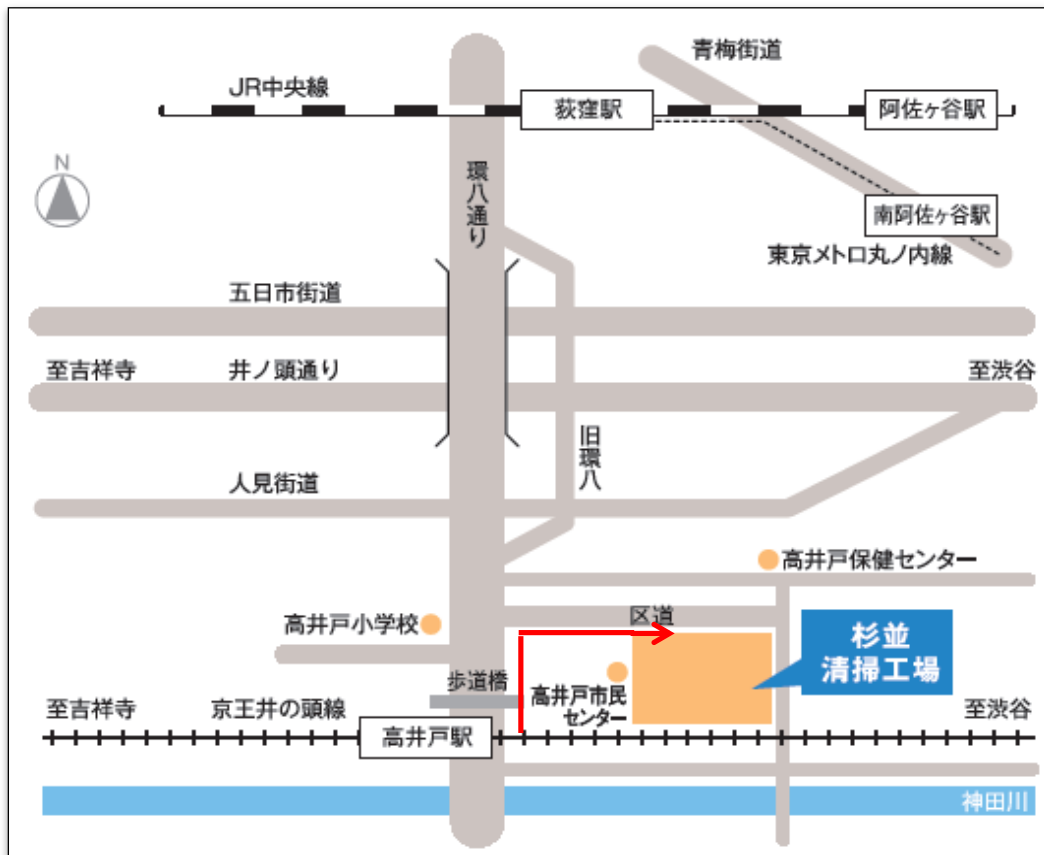 青梅街道
JR中央線
荻窪駅
阿佐ヶ谷駅
N
環八通り
南阿佐ヶ谷駅
東京メトロ丸ノ内線
五日市街道
至吉祥寺
井ノ頭通り
至渋谷
旧環八
人見街道
高井戸保健センター
区道
高井戸小学校
杉並
清掃工場
歩道橋
高井戸市民
センター
至吉祥寺
京王井の頭線
至渋谷
高井戸駅
神田川